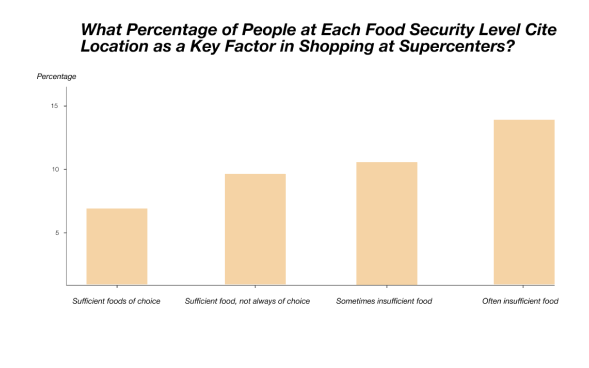 What Percentage of People at Each Food Security Level Cite
Location as a Key Factor in Shopping at Supercenters?
Percentage
15
10
5
Sufficient foods of choice
Sufficient food, not always of choice
Sometimes insufficient food
Often insufficient food